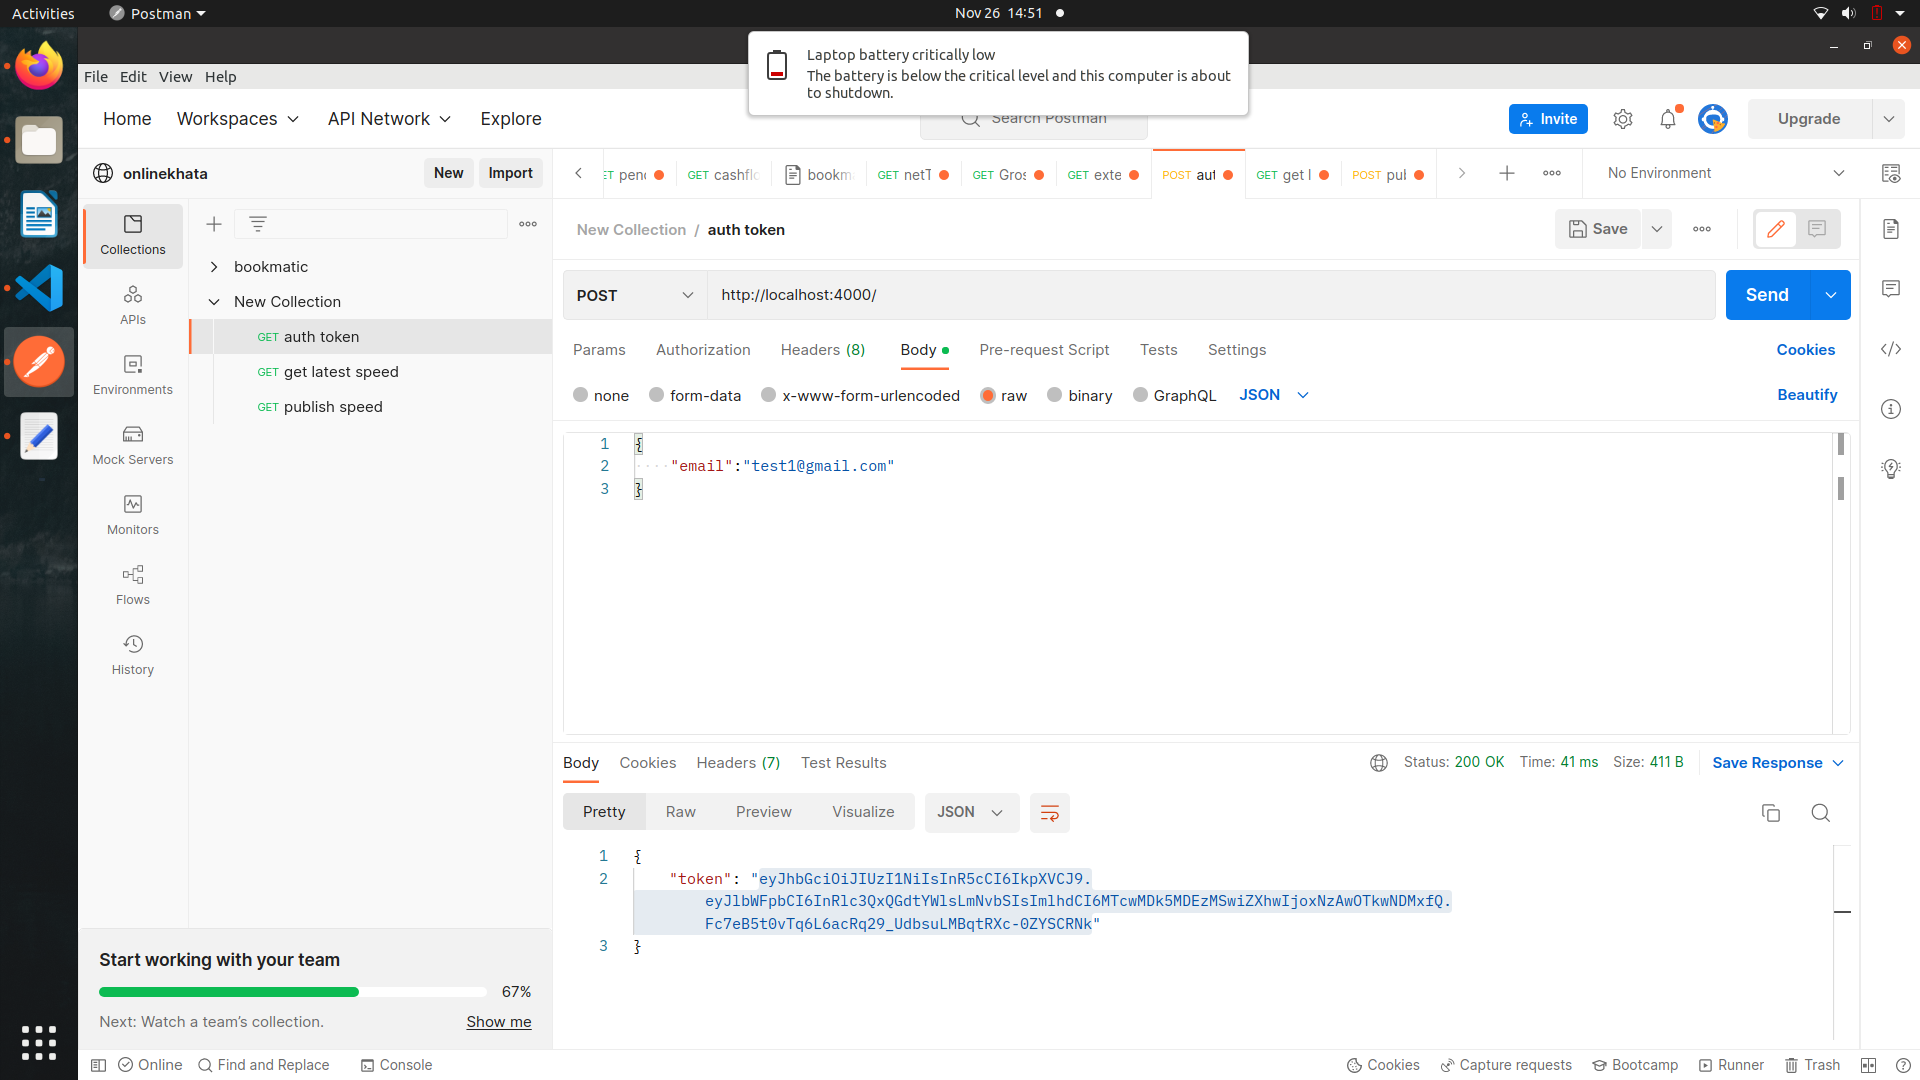 Activities Postman Nov 26 14:51
Laptop battery critically low
The battery is below the critical level and this computer is about
to shutdown.
File Edit View Help
Home Workspaces API Network Explore Search Postman Invite Upgrade
onlinekhata New Import
GET pend GET cashflo bookm GET netT GET Gros GET exte POST aut GET get l POST pub No Environment
Collections
APIs
Environments
Mock Servers
Monitors
Flows
History
bookmatic
New Collection
GET auth token
GET get latest speed
GET publish speed
Start working with your team
67%
Next: Watch a team's collection. Show me
New Collection / auth token Save
POST http://localhost:4000/ Send
Params Authorization Headers (8) Body Pre-request Script Tests Settings Cookies
none form-data x-www-form-urlencoded raw binary GraphQL JSON Beautify
1 {
2 ····"email":"test1@gmail.com"
3 }
Body Cookies Headers (7) Test Results Status: 200 OK Time: 41 ms Size: 411 B Save Response
Pretty Raw Preview Visualize JSON
1 {
2 "token": "eyJhbGciOiJIUzI1NiIsInR5cCI6IkpXVCJ9.
eyJlbWFpbCI6InRlc3QxQGdtYWlsLmNvbSIsImlhdCI6MTcwMDk5MDEzMSwiZXhwIjoxNzAwOTkwNDMxfQ.
Fc7eB5t0vTq6L6acRq29_UdbsuLMBqtRXc-0ZYSCRNk"
3 }
Online Find and Replace Console Cookies Capture requests Bootcamp Runner Trash